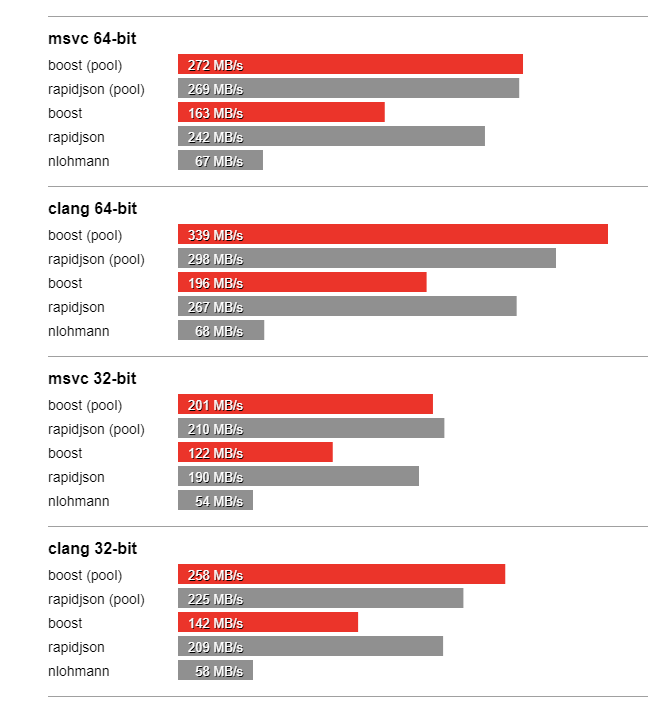 msvc 64-bit
boost (pool) 272 MB/s
rapidjson (pool) 269 MB/s
boost 163 MB/s
rapidjson 242 MB/s
nlohmann 67 MB/s
clang 64-bit
boost (pool) 339 MB/s
rapidjson (pool) 298 MB/s
boost 196 MB/s
rapidjson 267 MB/s
nlohmann 68 MB/s
msvc 32-bit
boost (pool) 201 MB/s
rapidjson (pool) 210 MB/s
boost 122 MB/s
rapidjson 190 MB/s
nlohmann 54 MB/s
clang 32-bit
boost (pool) 258 MB/s
rapidjson (pool) 225 MB/s
boost 142 MB/s
rapidjson 209 MB/s
nlohmann 58 MB/s